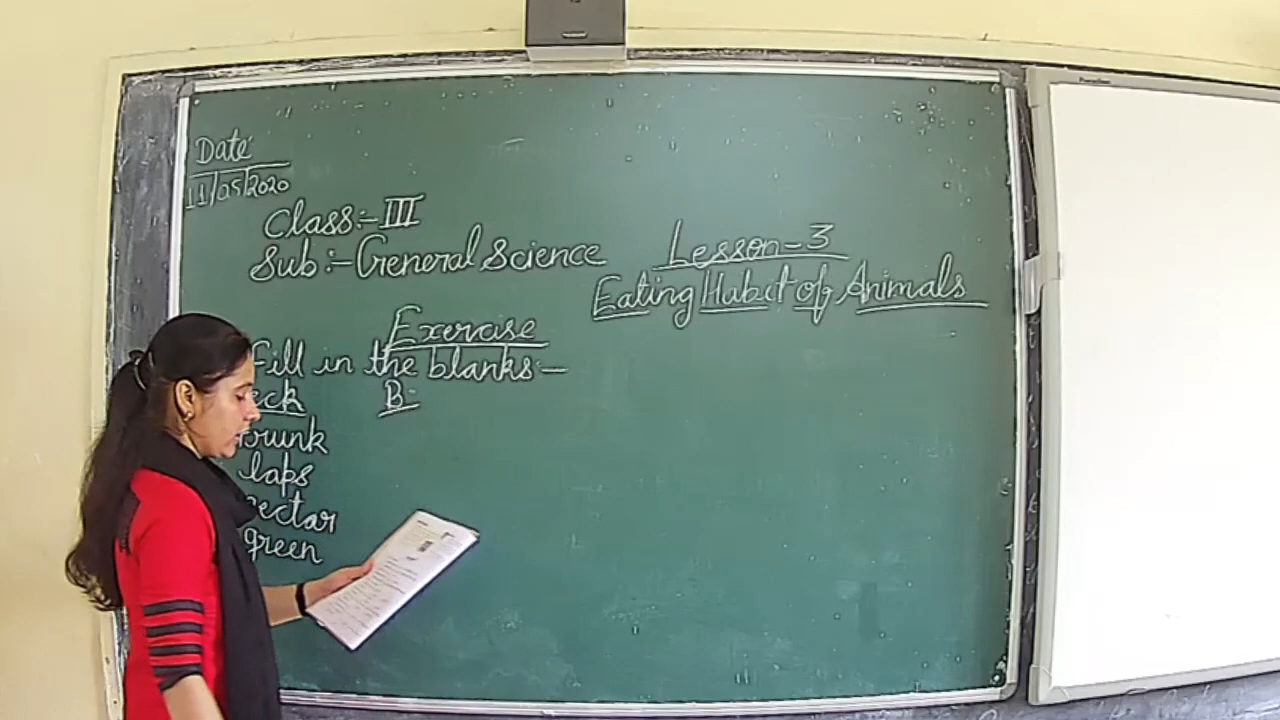 Date
11/05/2020
Class:- III
Sub:- General Science
Lesson-3
Eating Habit of Animals
Exercise
Fill in the blanks:-
B:
laps
nectar
green